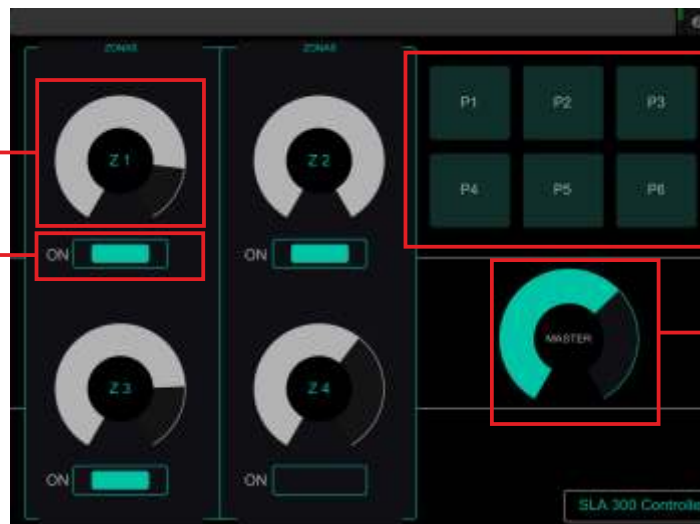 ZONAS
ZONAS
Z 1
Z 2
P1
P2
P3
P4
P5
P6
ON
ON
MASTER
Z 3
Z 4
ON
ON
SLA 300 Controlle